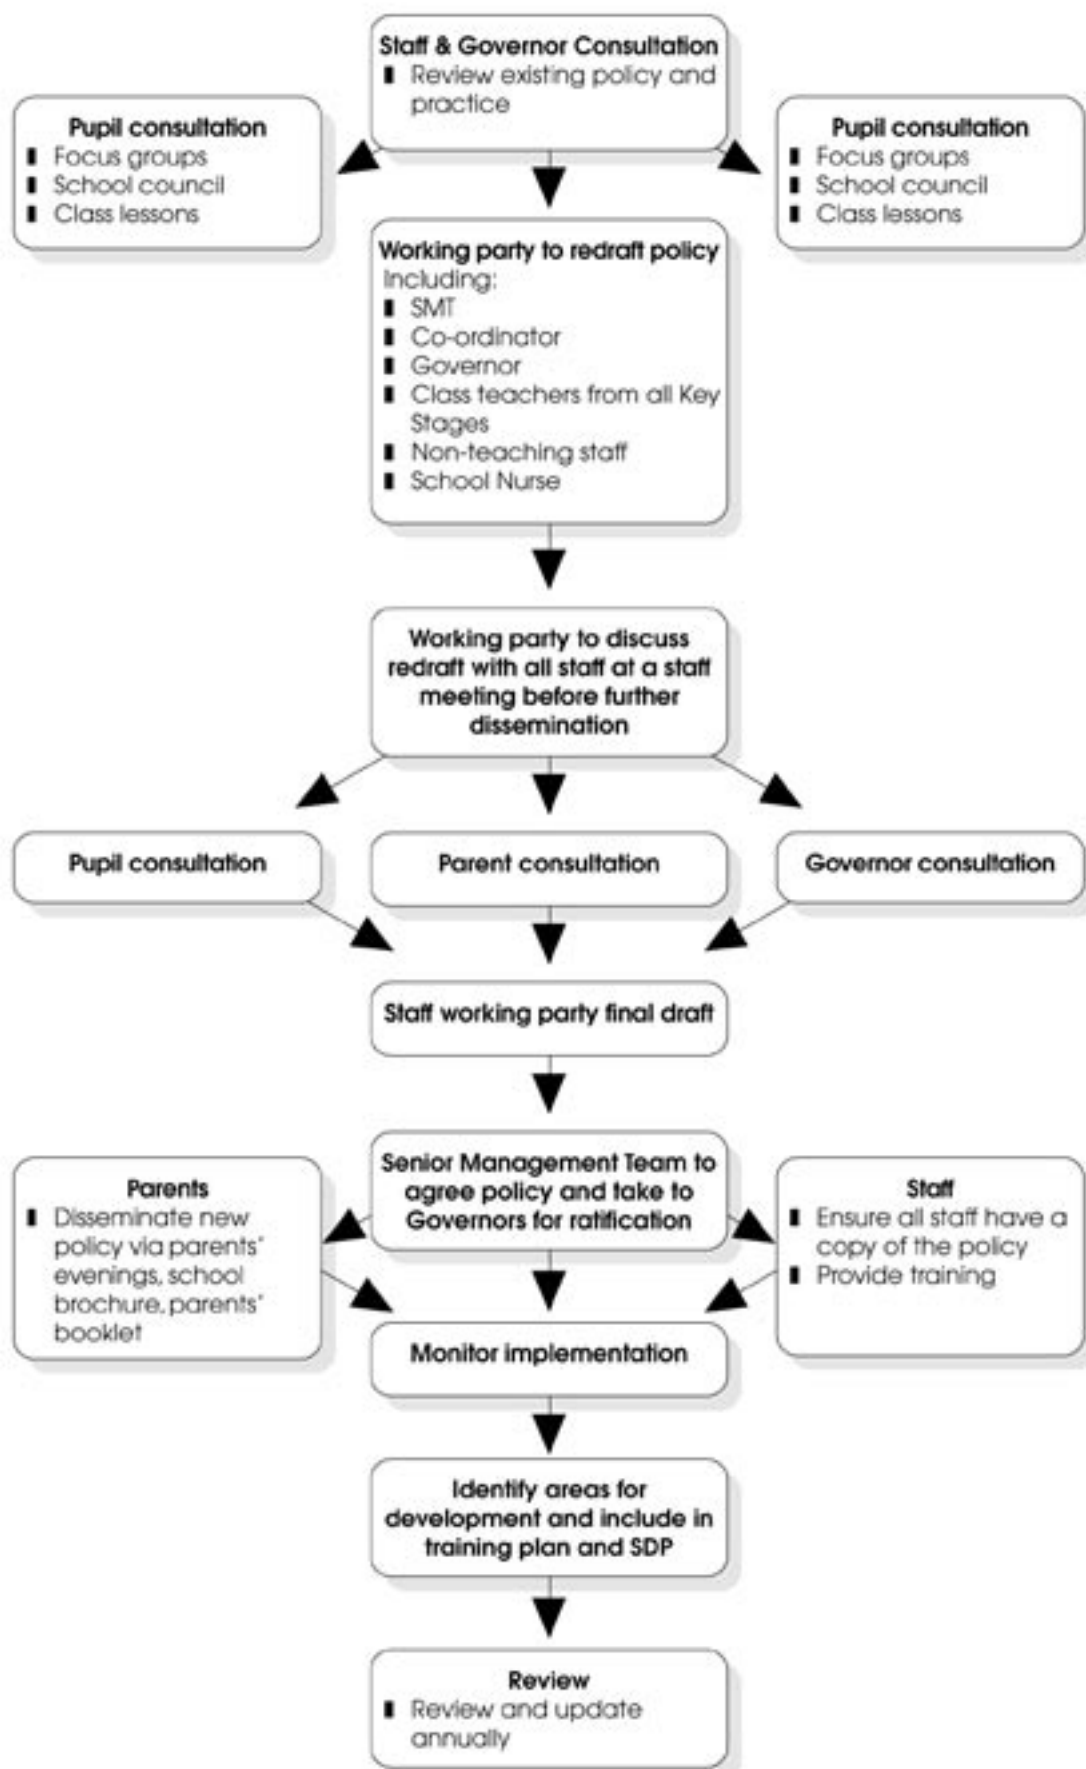 Staff & Governor Consultation
Review existing policy and
practice
Pupil consultation
Focus groups
School council
Class lessons
Pupil consultation
Focus groups
School council
Class lessons
Working party to redraft policy
Including:
SMT
Co-ordinator
Governor
Class teachers from all Key
Stages
Non-teaching staff
School Nurse
Working party to discuss
redraft with all staff at a staff
meeting before further
dissemination
Pupil consultation
Parent consultation
Governor consultation
Staff working party final draft
Senior Management Team to
agree policy and take to
Governors for ratification
Parents
Disseminate new
policy via parents'
evenings, school
brochure, parents'
booklet
Staff
Ensure all staff have a
copy of the policy
Provide training
Monitor implementation
Identify areas for
development and include in
training plan and SDP
Review
Review and update
annually